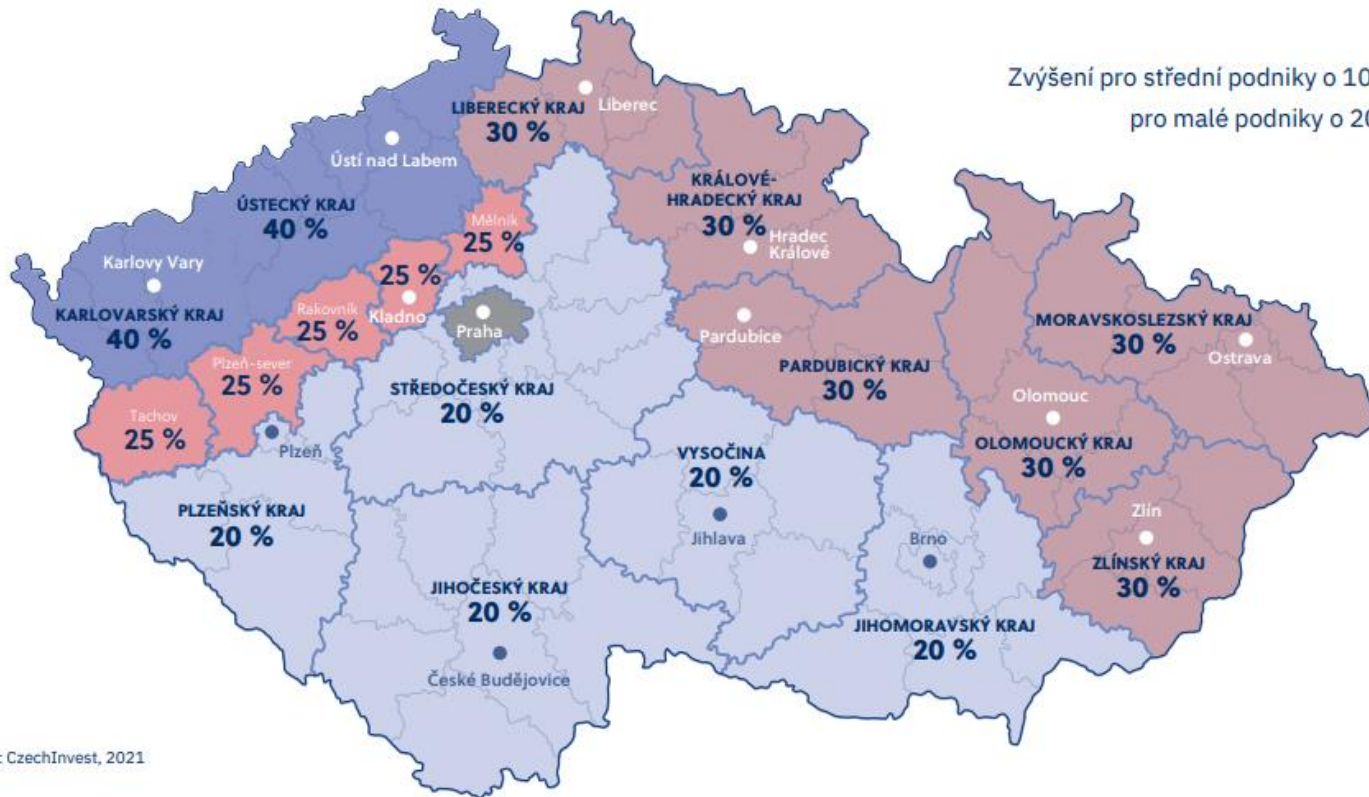 Zvýšení pro střední podniky o 10
pro malé podniky o 20
LIBERECKÝ KRAJ
30 %
Liberec
Ústí nad Labem
ÚSTECKÝ KRAJ
40 %
KRÁLOVÉ-
HRADECKÝ KRAJ
30 %
Hradec
Králové
Mělník
25 %
Karlovy Vary
KARLOVARSKÝ KRAJ
40 %
25 %
Kladno
Rakovník
25 %
Praha
Pardubice
PARDUBICKÝ KRAJ
30 %
MORAVSKOSLEZSKÝ KRAJ
30 %
Ostrava
Plzeň-sever
25 %
STŘEDOČESKÝ KRAJ
20 %
Tachov
25 %
Plzeň
Olomouc
OLOMOUCKÝ KRAJ
30 %
VYSOČINA
20 %
Jihlava
PLZEŇSKÝ KRAJ
20 %
Brno
Zlín
ZLÍNSKÝ KRAJ
30 %
JIHOČESKÝ KRAJ
20 %
České Budějovice
JIHOMORAVSKÝ KRAJ
20 %
: CzechInvest, 2021